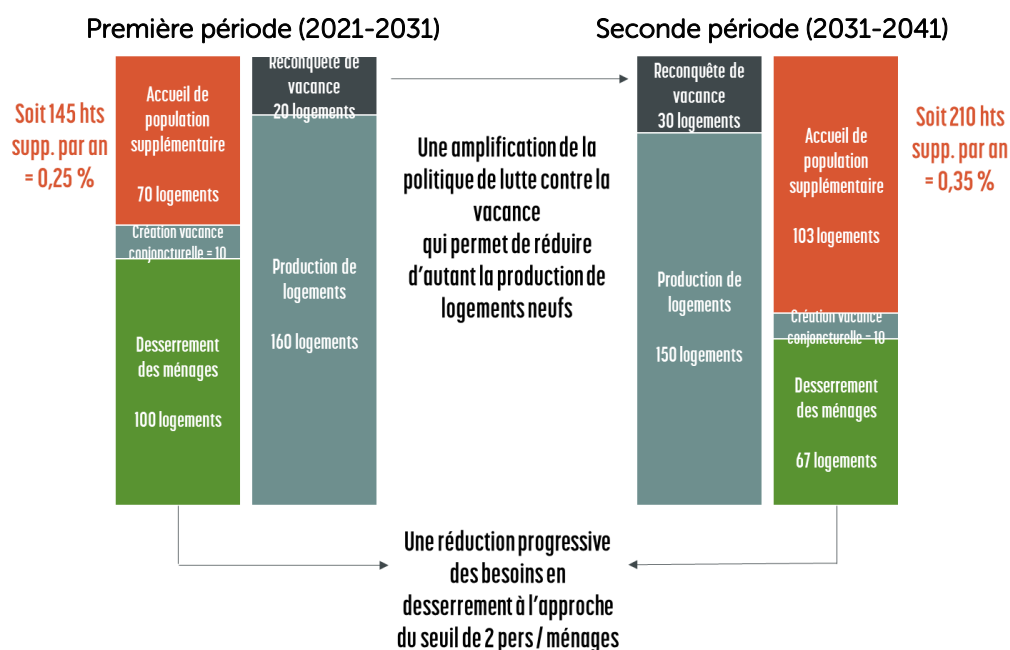 Première période (2021-2031)
Seconde période (2031-2041)
Soit 145 hts
supp. par an
= 0,25 %
Accueil de
population
supplémentaire
70 logements
Création vacance
conjoncturelle = 10
Desserrement
des ménages
100 logements
Reconquête de
vacance
20 logements
Production de
logements
160 logements
Une amplification de la
politique de lutte contre la
vacance
qui permet de réduire
d'autant la production de
logements neufs
Reconquête de
vacance
30 logements
Production de
logements
150 logements
Accueil de
population
supplémentaire
103 logements
Création vacance
conjoncturelle = 10
Desserrement
des ménages
67 logements
Soit 210 hts
supp. par an
= 0,35 %
Une réduction progressive
des besoins en
desserrement à l'approche
du seuil de 2 pers / ménages